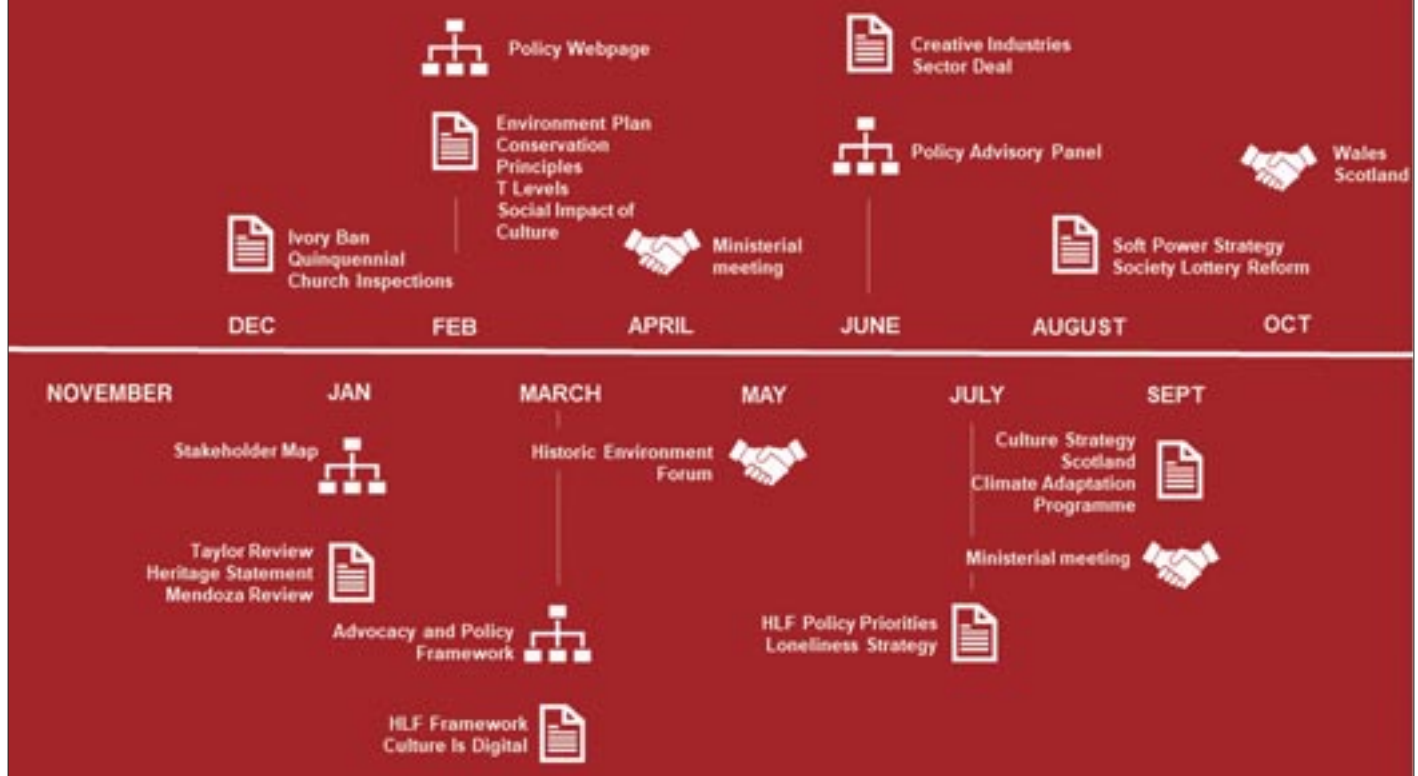 Policy Webpage
Creative Industries
Sector Deal
Environment Plan
Conservation
Principles
T Levels
Social Impact of
Culture
Policy Advisory Panel
Wales
Scotland
Ivory Ban
Quinquennial
Church Inspections
Ministerial
meeting
Soft Power Strategy
Society Lottery Reform
DEC
FEB
APRIL
JUNE
AUGUST
OCT
NOVEMBER
JAN
MARCH
MAY
JULY
SEPT
Stakeholder Map
Historic Environment
Forum
Culture Strategy
Scotland
Climate Adaptation
Programme
Taylor Review
Heritage Statement
Mendoza Review
Ministerial meeting
Advocacy and Policy
Framework
HLF Policy Priorities
Loneliness Strategy
HLF Framework
Culture Is Digital